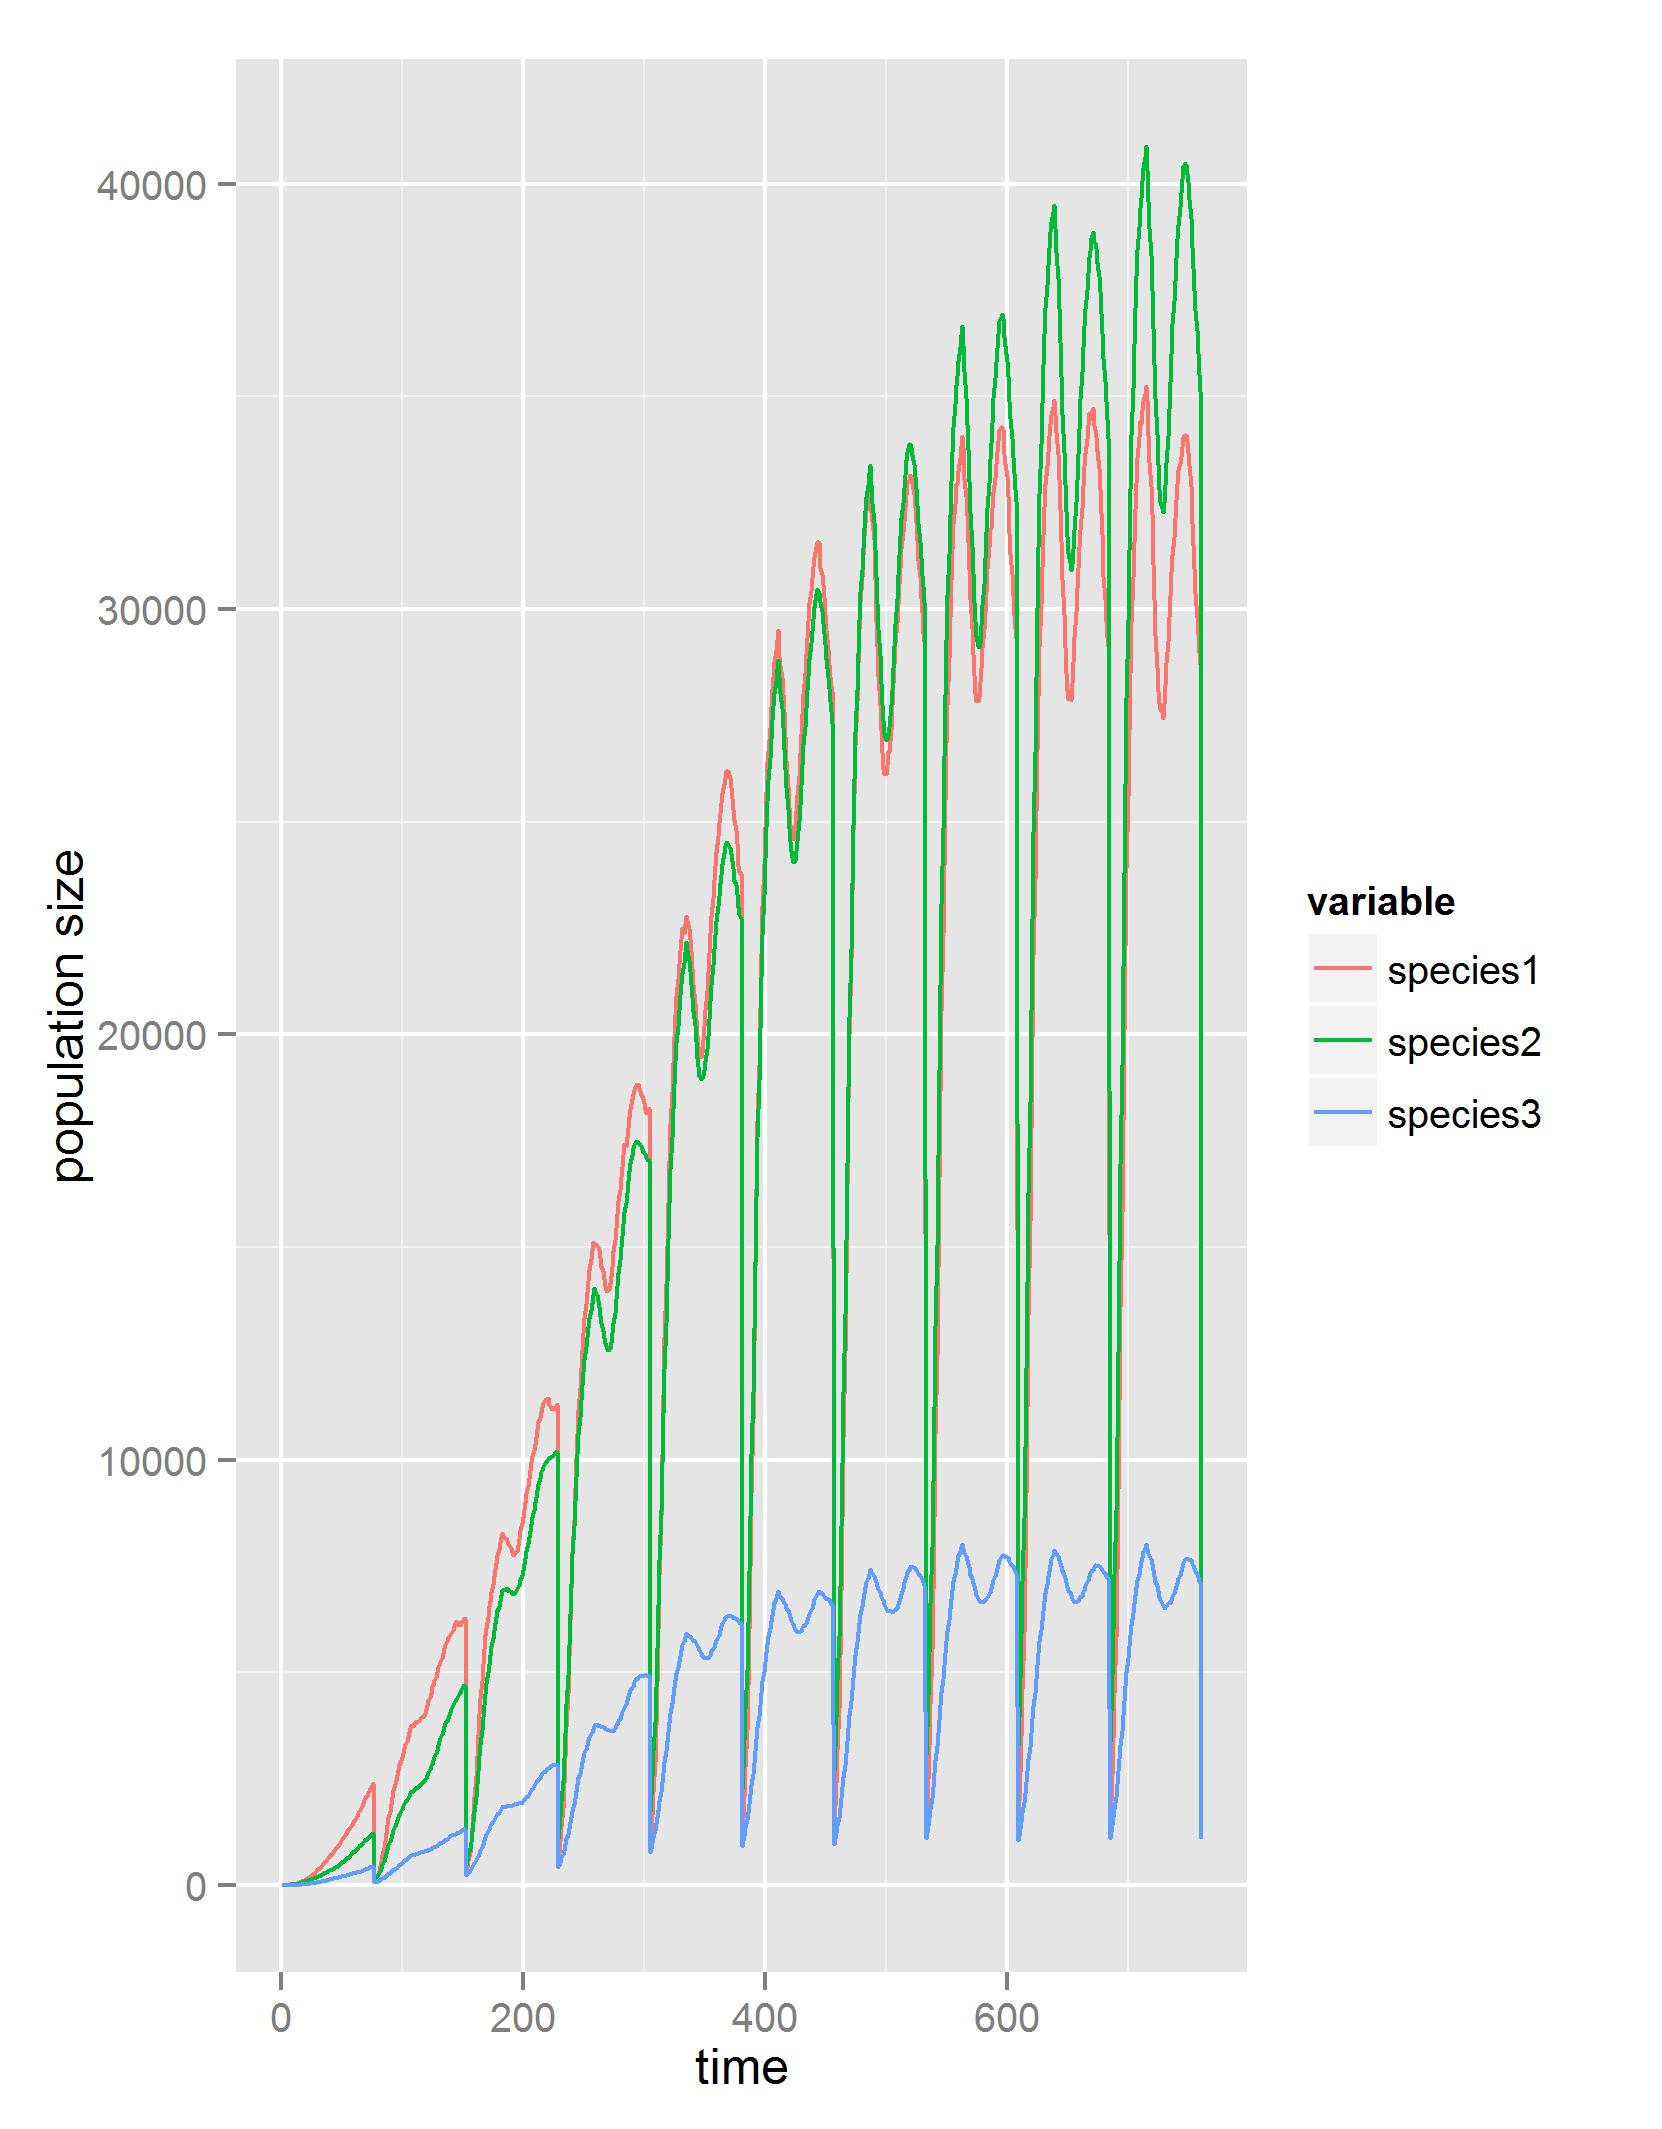 40000
30000
20000
10000
0
population size
0 200 400 600
time
variable
species1
species2
species3